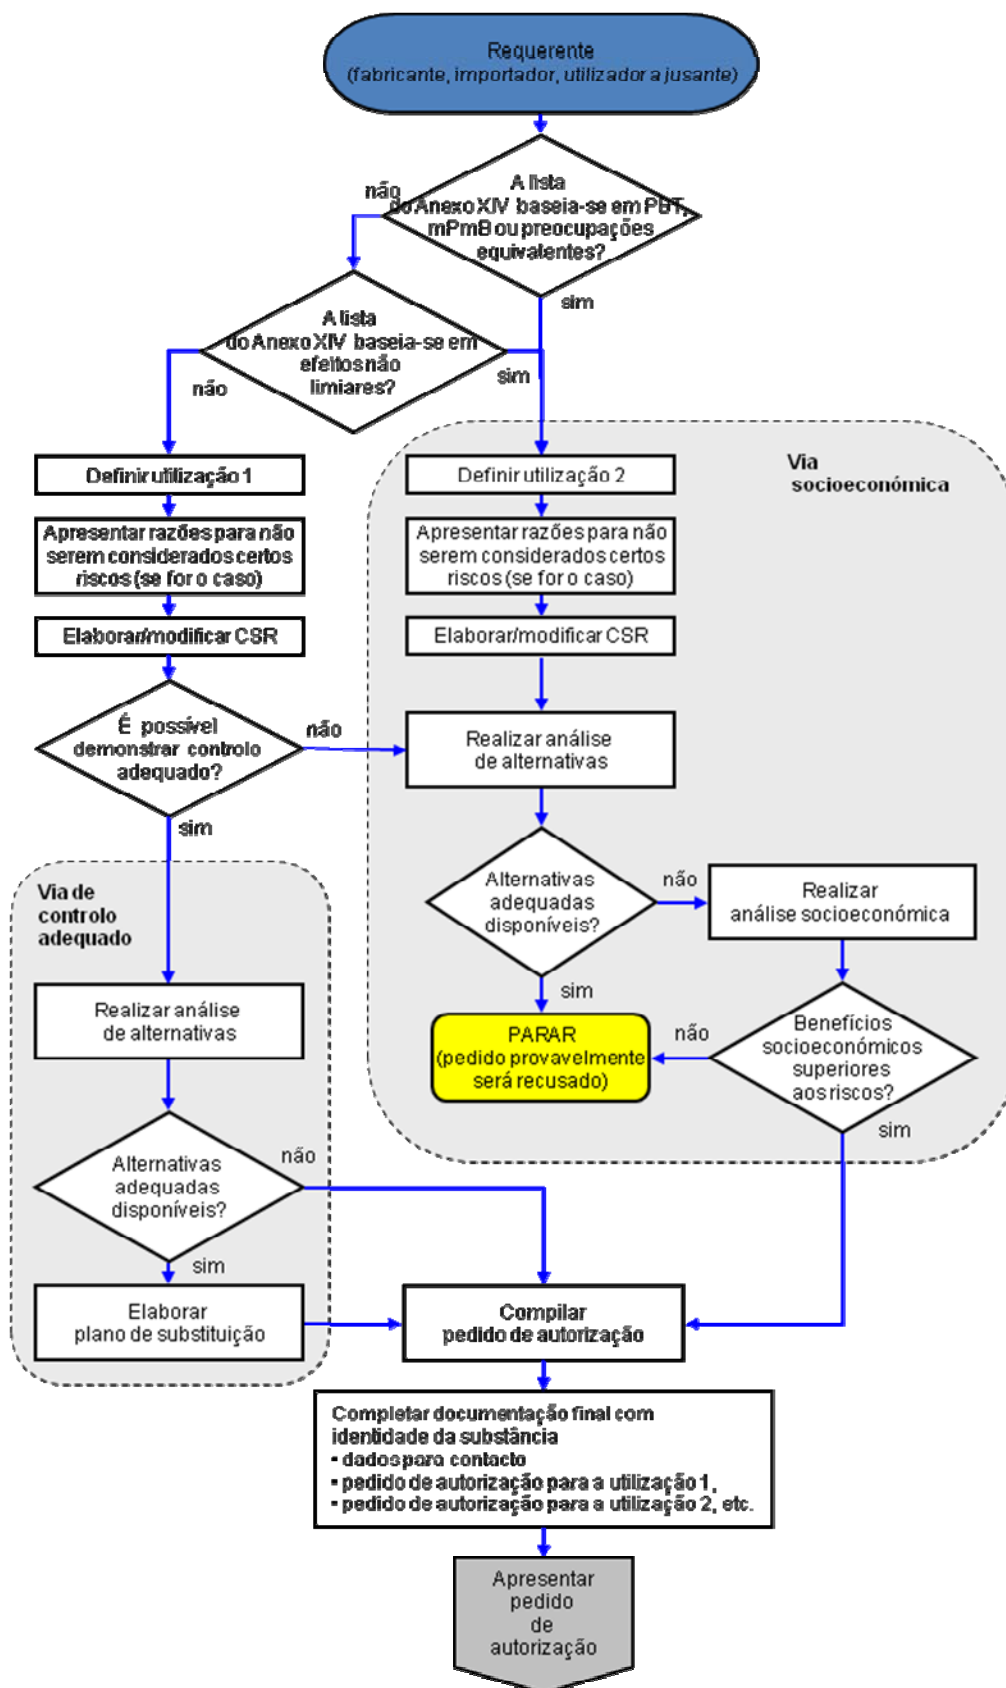 Requerente
(fabricante, importador, utilizador a jusante)
A lista
do Anexo XIV baseia-se em PBT,
mPmB ou preocupações
equivalentes?
não
sim
A lista
do Anexo XIV baseia-se em
efeitos não
limiares?
não
sim
Definir utilização 1
Apresentar razões para não
serem considerados certos
riscos (se for o caso)
Elaborar/modificar CSR
É possível
demonstrar controlo
adequado?
não
sim
Via
socioeconómica
Definir utilização 2
Apresentar razões para não
serem considerados certos
riscos (se for o caso)
Elaborar/modificar CSR
Realizar análise
de alternativas
Alternativas
adequadas
disponíveis?
não
sim
Realizar
análise socioeconómica
Benefícios
socioeconómicos
superiores
aos riscos?
não
sim
PARAR
(pedido provavelmente
será recusado)
Via de
controlo
adequado
Realizar análise
de alternativas
Alternativas
adequadas
disponíveis?
não
sim
Elaborar
plano de substituição
Compilar
pedido de autorização
Completar documentação final com
identidade da substância
▪ dados para contacto
▪ pedido de autorização para a utilização 1,
▪ pedido de autorização para a utilização 2, etc.
Apresentar
pedido
de
autorização